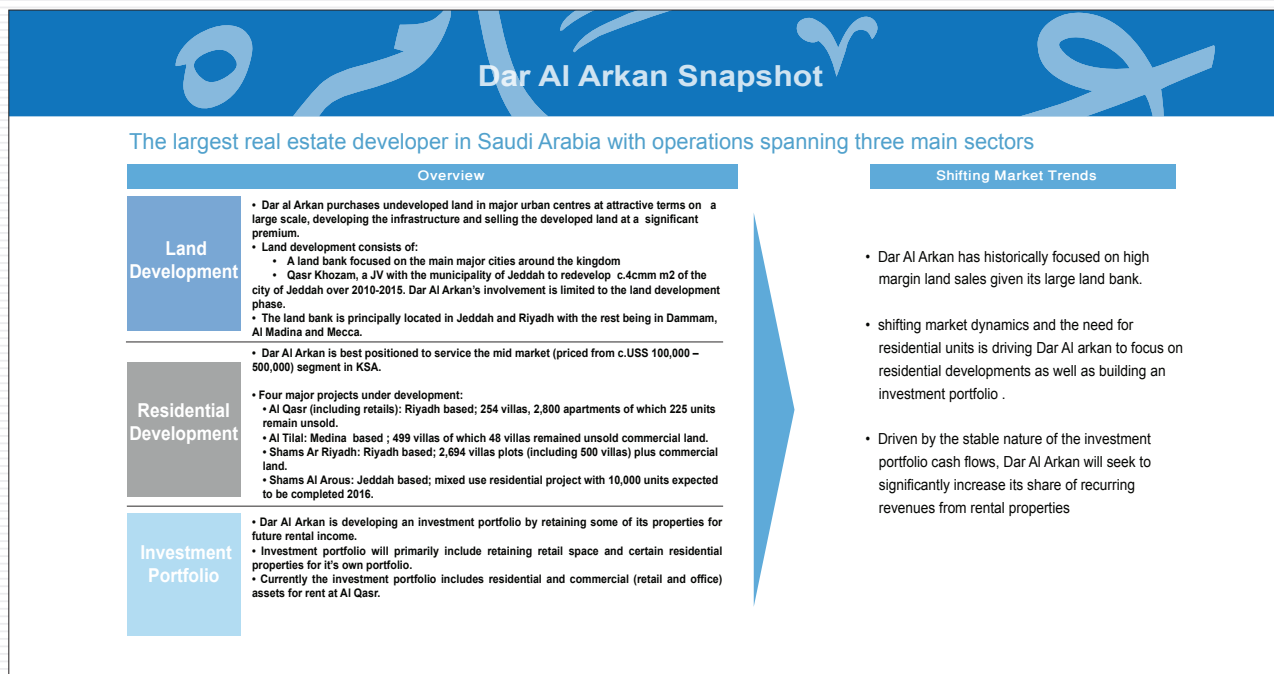 Dar Al Arkan Snapshot
The largest real estate developer in Saudi Arabia with operations spanning three main sectors
Overview
Land
Development
• Dar al Arkan purchases undeveloped land in major urban centres at attractive terms on a
large scale, developing the infrastructure and selling the developed land at a significant
premium.
• Land development consists of:
• A land bank focused on the main major cities around the kingdom
• Qasr Khozam, a JV with the municipality of Jeddah to redevelop c.4cmm m2 of the
city of Jeddah over 2010-2015. Dar Al Arkan's involvement is limited to the land development
phase.
• The land bank is principally located in Jeddah and Riyadh with the rest being in Dammam,
Al Madina and Mecca.
Residential
Development
• Dar Al Arkan is best positioned to service the mid market (priced from c.USS 100,000 –
500,000) segment in KSA.
• Four major projects under development:
• Al Qasr (including retails): Riyadh based; 254 villas, 2,800 apartments of which 225 units
remain unsold.
• Al Tilal: Medina based ; 499 villas of which 48 villas remained unsold commercial land.
• Shams Ar Riyadh: Riyadh based; 2,694 villas plots (including 500 villas) plus commercial
land.
• Shams Al Arous: Jeddah based; mixed use residential project with 10,000 units expected
to be completed 2016.
Investment
Portfolio
• Dar Al Arkan is developing an investment portfolio by retaining some of its properties for
future rental income.
• Investment portfolio will primarily include retaining retail space and certain residential
properties for it's own portfolio.
• Currently the investment portfolio includes residential and commercial (retail and office)
assets for rent at Al Qasr.
Shifting Market Trends
• Dar Al Arkan has historically focused on high
margin land sales given its large land bank.
• shifting market dynamics and the need for
residential units is driving Dar Al arkan to focus on
residential developments as well as building an
investment portfolio .
• Driven by the stable nature of the investment
portfolio cash flows, Dar Al Arkan will seek to
significantly increase its share of recurring
revenues from rental properties